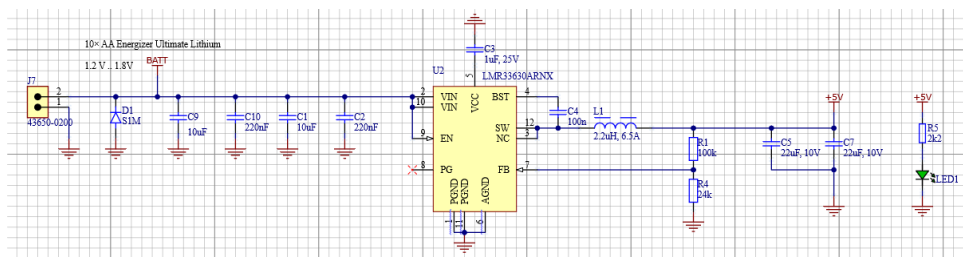 10× AA Energizer Ultimate Lithium
1.2 V .. 1.8V
BATT
J7
2
1
43650-0200
D1
S1M
C9
10uF
C10
220nF
C1
10uF
C2
220nF
C3
1uF, 25V
U2
LMR33630ARNX
5
VCC
2
VIN
10
VIN
9
EN
8
PG
4
BST
12
SW
3
NC
7
FB
PGND
PGND
AGND
1
11
6
C4
100n
L1
2.2uH, 6.5A
R1
100k
R4
24k
C5
22uF, 10V
+5V
C7
22uF, 10V
+5V
R5
2k2
LED1